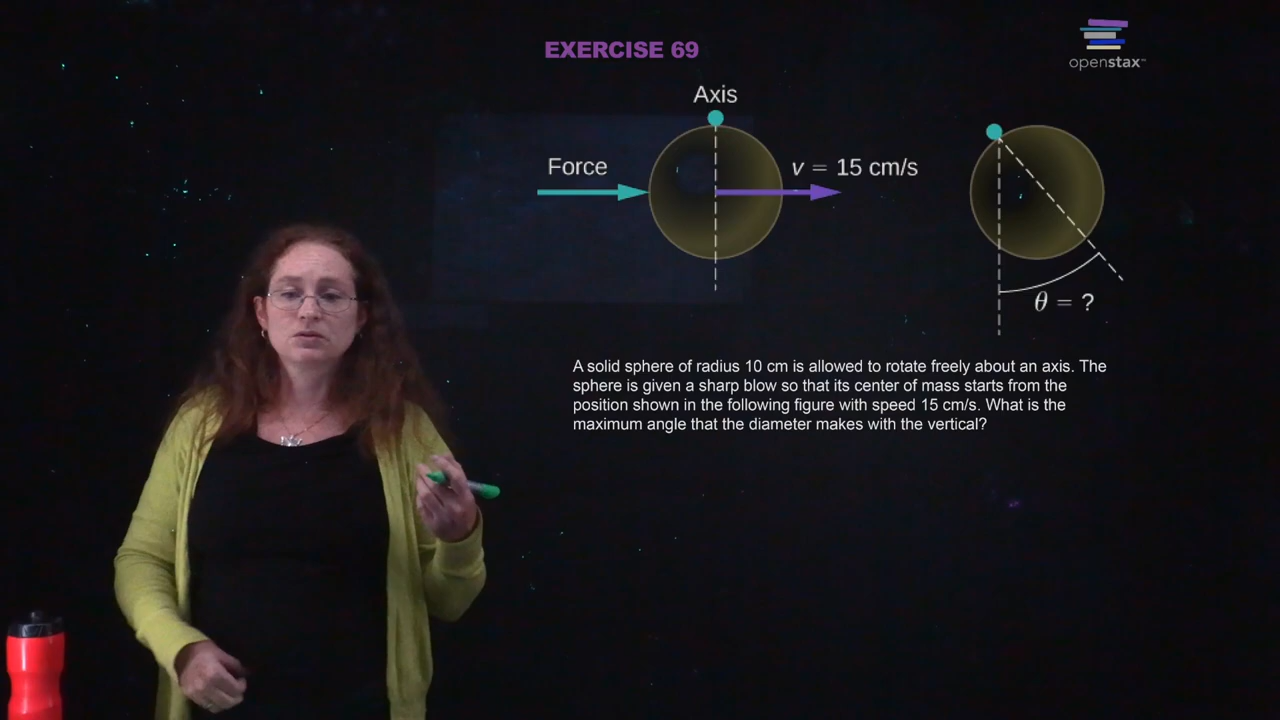 EXERCISE 69
openstax™
Axis
Force
v = 15 cm/s
θ = ?
A solid sphere of radius 10 cm is allowed to rotate freely about an axis. The
sphere is given a sharp blow so that its center of mass starts from the
position shown in the following figure with speed 15 cm/s. What is the
maximum angle that the diameter makes with the vertical?